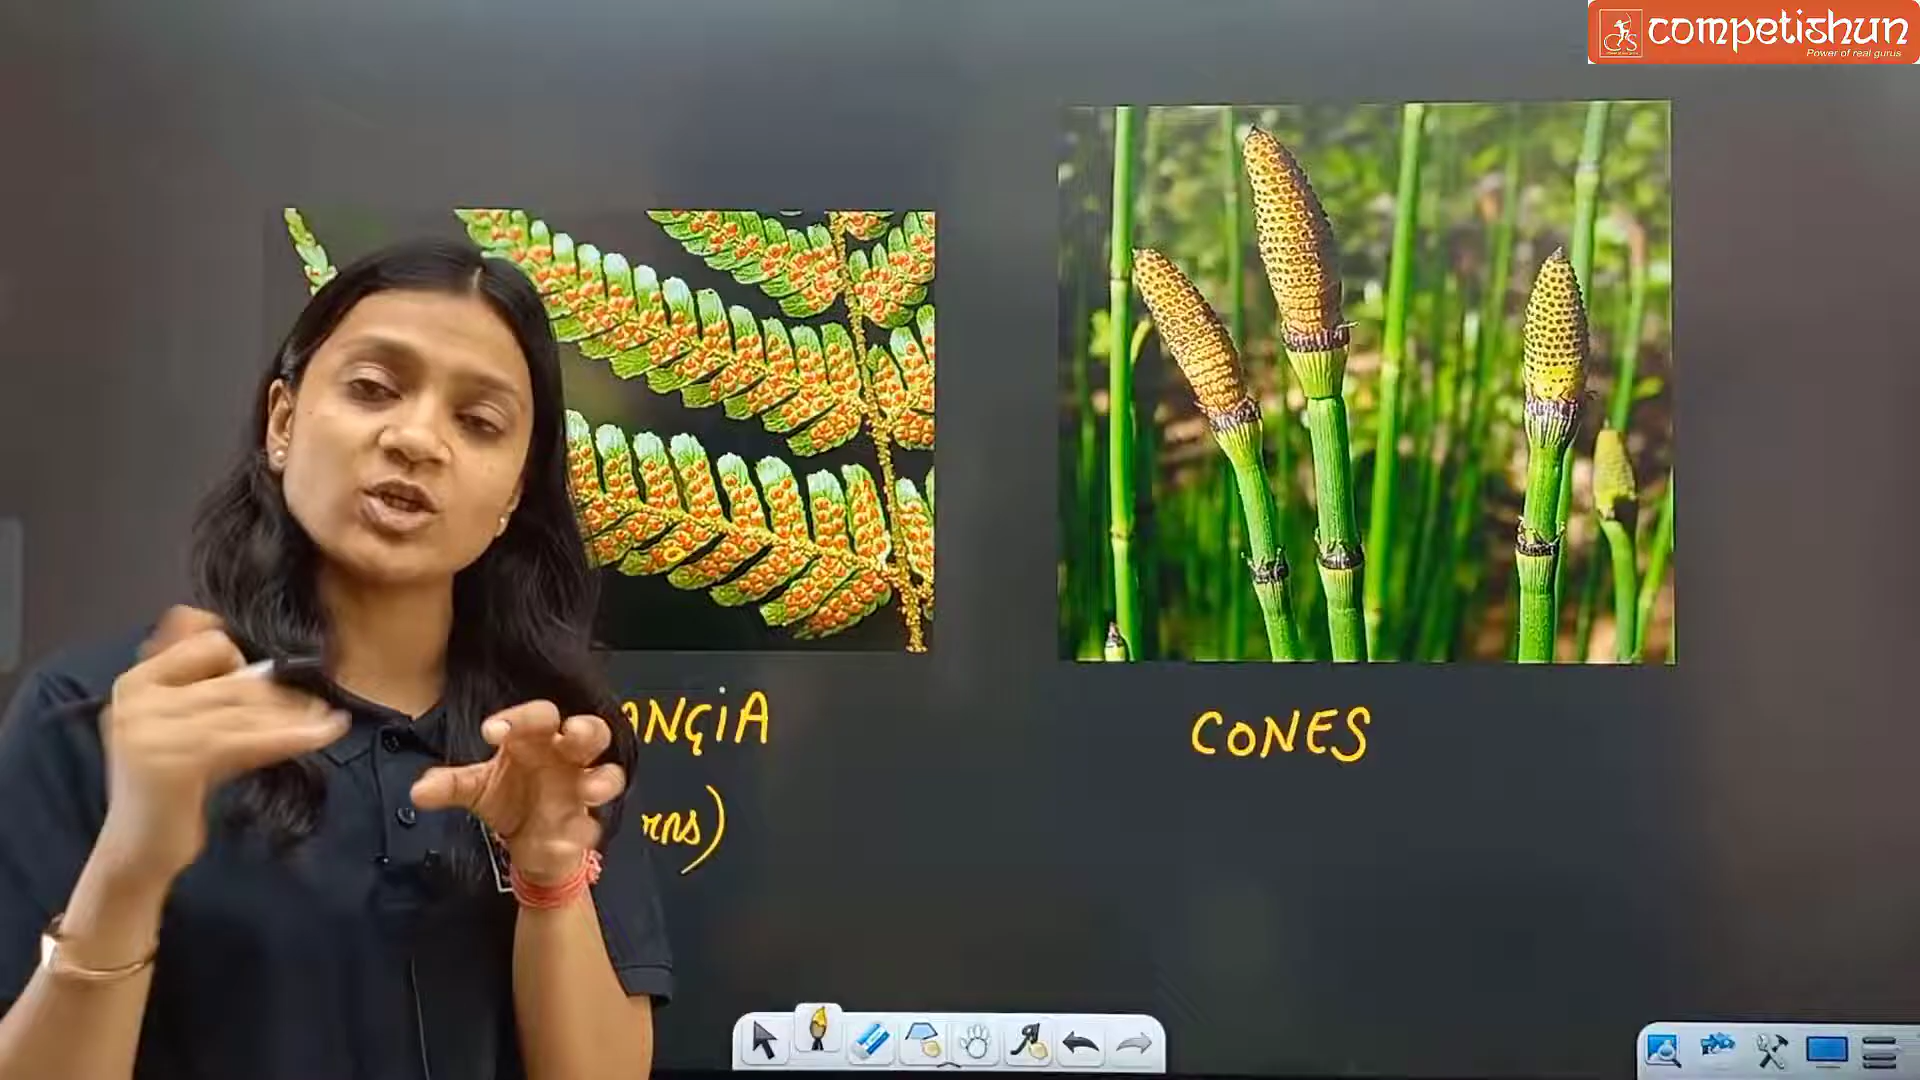 competishun
Power of real gurus
ANGIA
CONES
rns)